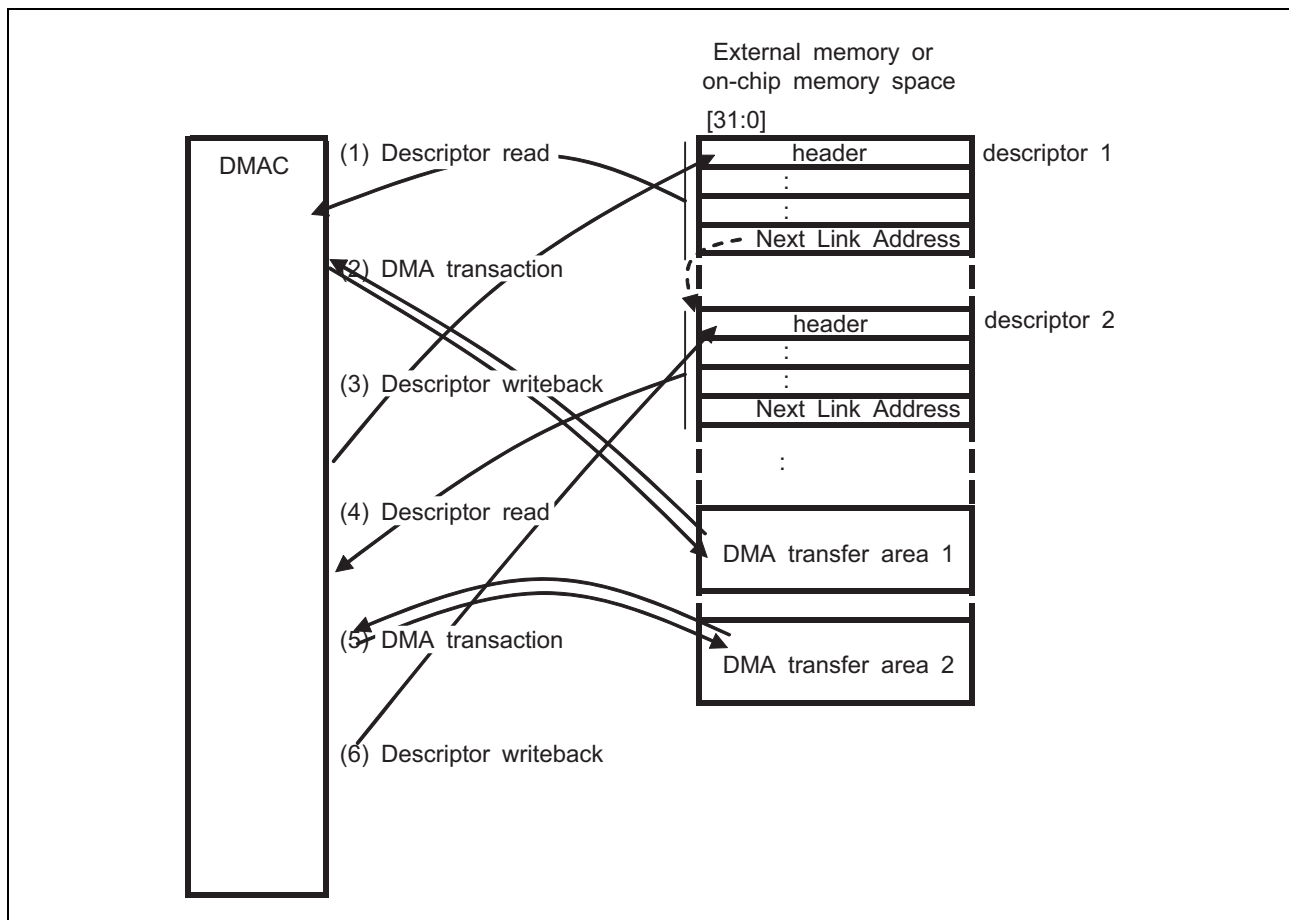 External memory or
on-chip memory space
[31:0]
DMAC
(1) Descriptor read
header
descriptor 1
:
:
Next Link Address
(2) DMA transaction
header
descriptor 2
:
:
(3) Descriptor writeback
Next Link Address
:
(4) Descriptor read
DMA transfer area 1
(5) DMA transaction
DMA transfer area 2
(6) Descriptor writeback